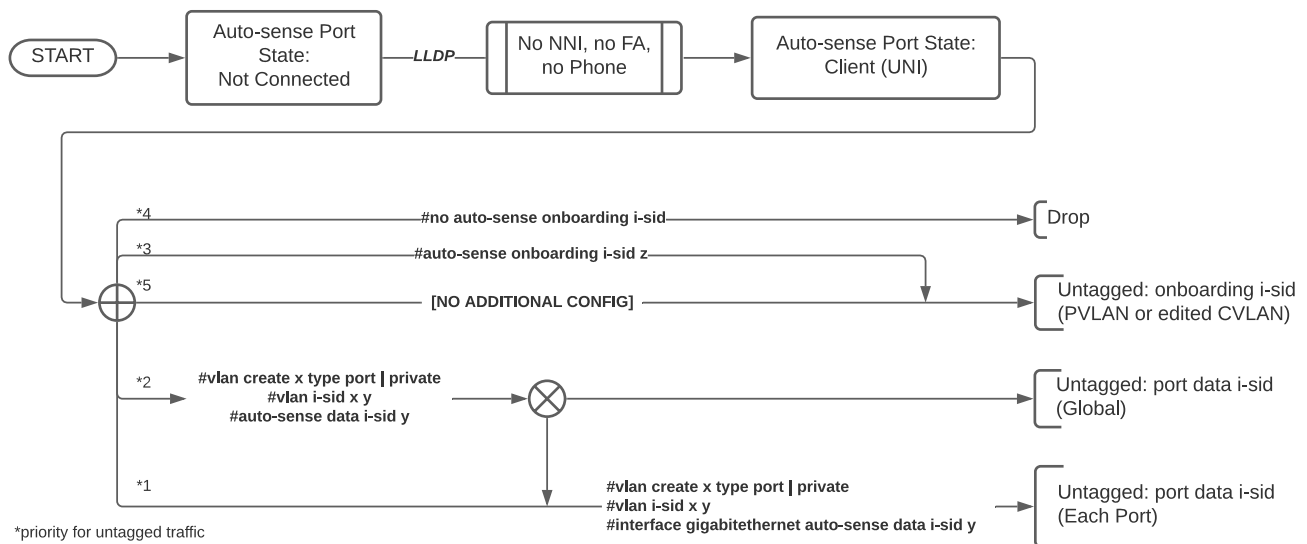 START
Auto-sense Port
State:
Not Connected
LLDP
No NNI, no FA,
no Phone
Auto-sense Port State:
Client (UNI)
*4
#no auto-sense onboarding i-sid
Drop
*3
#auto-sense onboarding i-sid z
*5
[NO ADDITIONAL CONFIG]
Untagged: onboarding i-sid
(PVLAN or edited CVLAN)
*2
#vlan create x type port | private
#vlan i-sid x y
#auto-sense data i-sid y
Untagged: port data i-sid
(Global)
*1
#vlan create x type port | private
#vlan i-sid x y
#interface gigabitethernet auto-sense data i-sid y
Untagged: port data i-sid
(Each Port)
*priority for untagged traffic